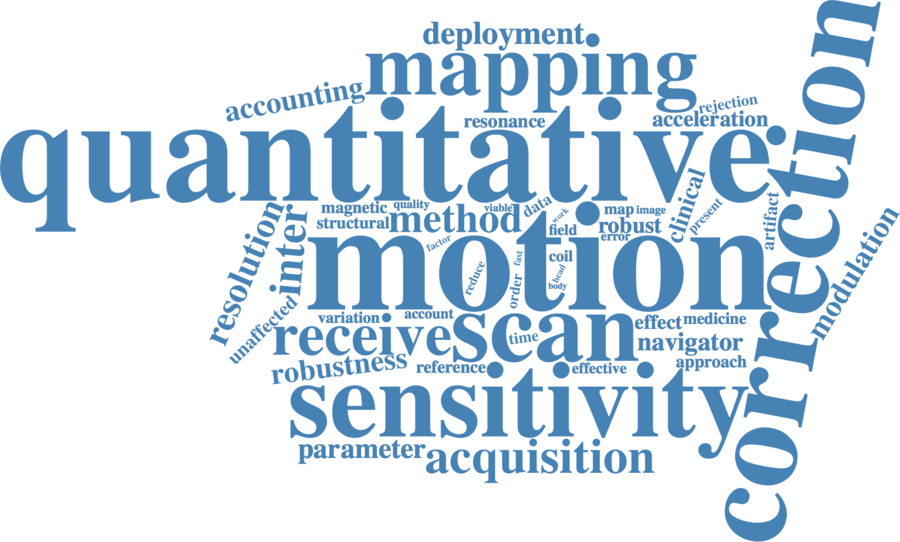 deployment
mapping
accounting
rejection
resonance
acceleration
quantitative
correction
magnetic
quality
viable
data
work
map
image
clinical
present
artifact
structural
method
field
robust
error
resolution
inter
motion
factor
reduce
fast
order
coil
head
body
modulation
unaffected
variation
account
receive
scan
time
effect
medicine
navigator
robustness
reference
effective
approach
sensitivity
parameter
acquisition